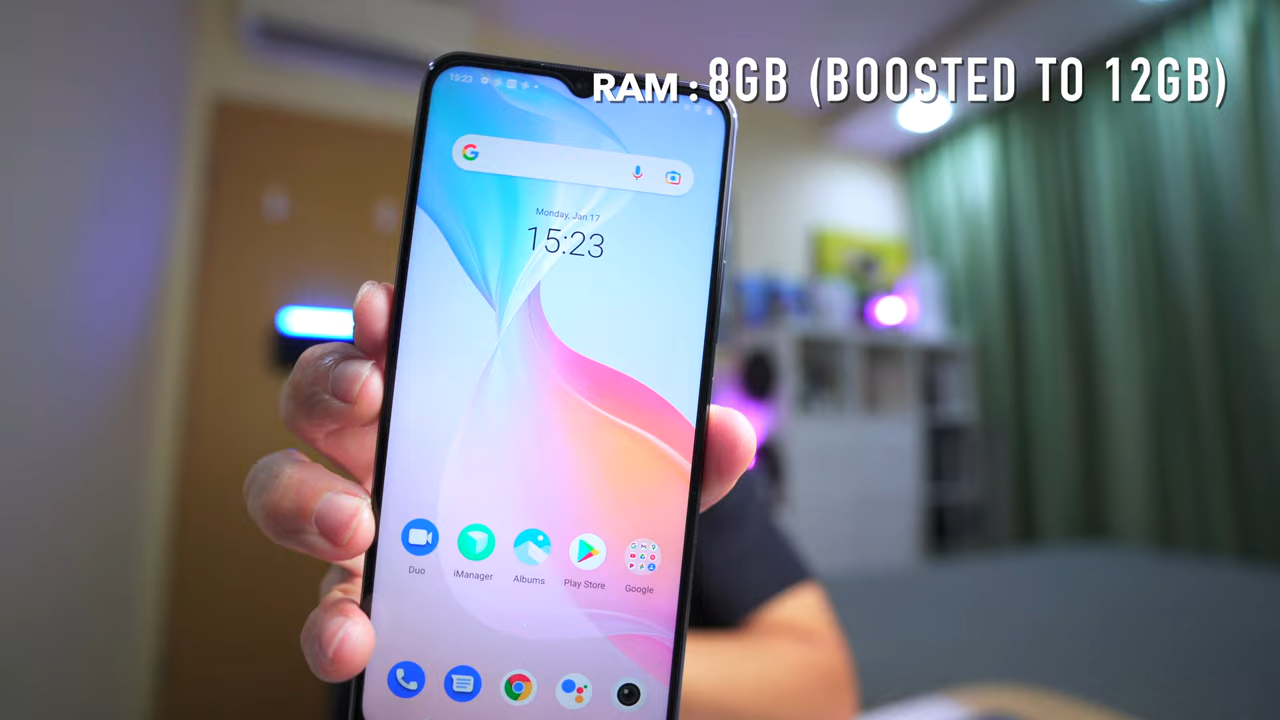 RAM : 8GB (BOOSTED TO 12GB)
15:23
Monday, Jan 17
15:23
Duo
iManager
Albums
Play Store
Google